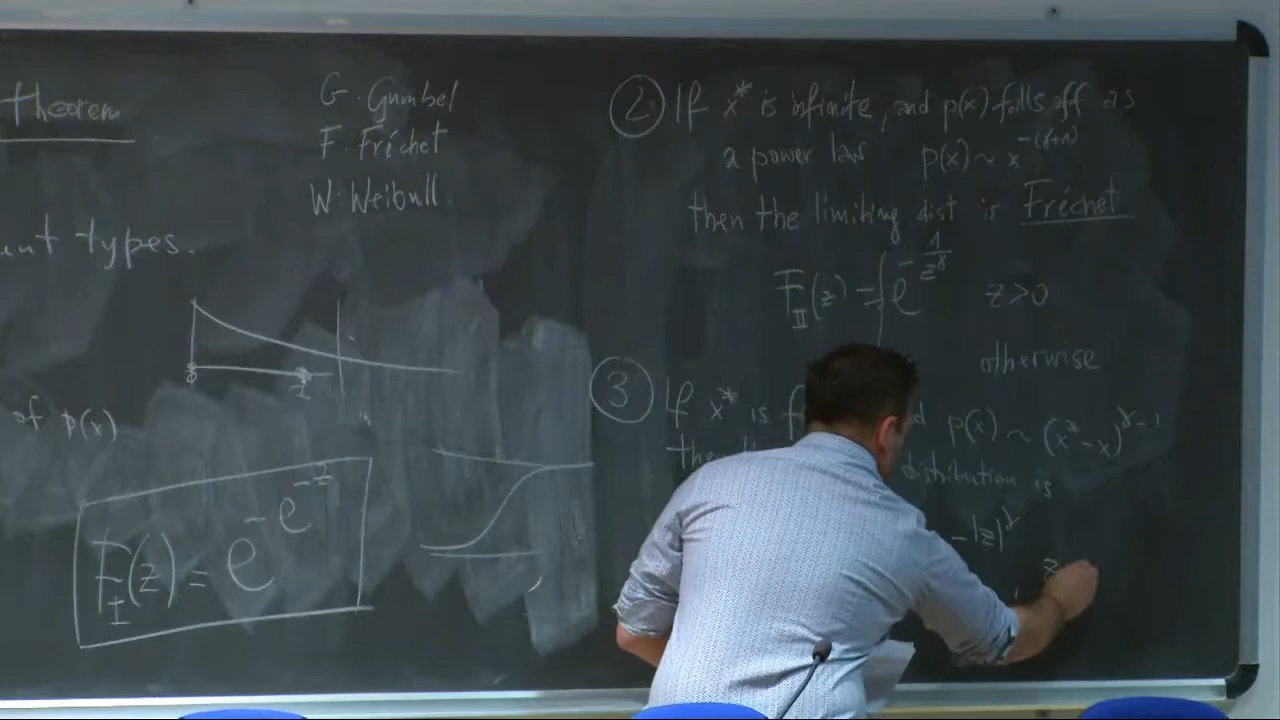 theorem
G. Gumbel
F. Fréchet
W. Weibull.
types.
z
of p(x)
F_I(z) = e^{-e^{-z}}
② If x* is infinite, and p(x) falls off as
a power law p(x) ~ x^{-(γ+1)}
then the limiting dist is Fréchet
F_II(z) = { e^{-1/z^γ} z>0
otherwise
③ If x* is p(x) ~ (x*-x)^{γ-1}
distribution is
-|z|^γ
z